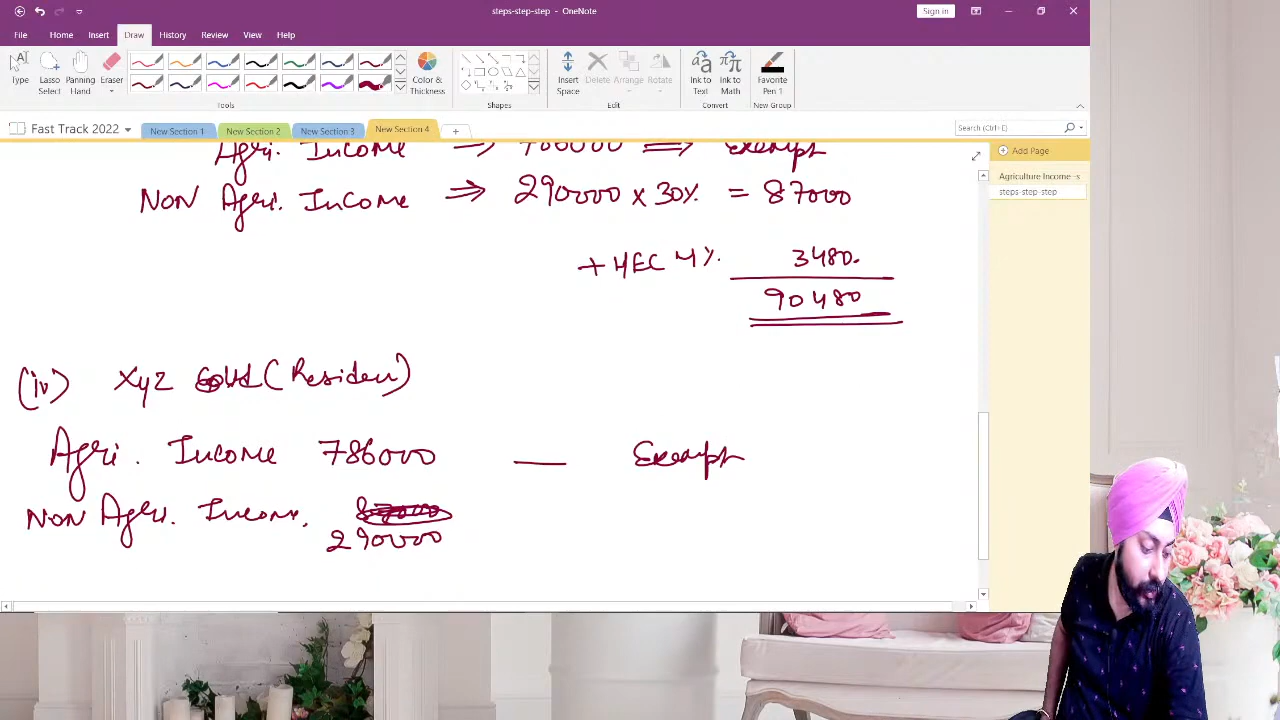 steps-step-step - OneNote
Sign in
File Home Insert Draw History Review View Help
Type
Lasso Select
Panning Hand
Eraser
Color & Thickness
Insert Space
Delete
Arrange
Rotate
Ink to Text
Ink to Math
Favorite Pen 1
Tools
Shapes
Edit
Convert
New Group
Fast Track 2022
New Section 1
New Section 2
New Section 3
New Section 4
Search (Ctrl+E)
Add Page
Agriculture Income--s
steps-step-step
Agri. Income ⇒ 786000 ⇒ Exempt
NON Agri. Income ⇒ 290000 x 30% = 87000
+ HEC 4%. 3480.
90480
(iv) Xyz (Resident)
Agri. Income 786000 — Exempt
NON Agri. Income. 290000